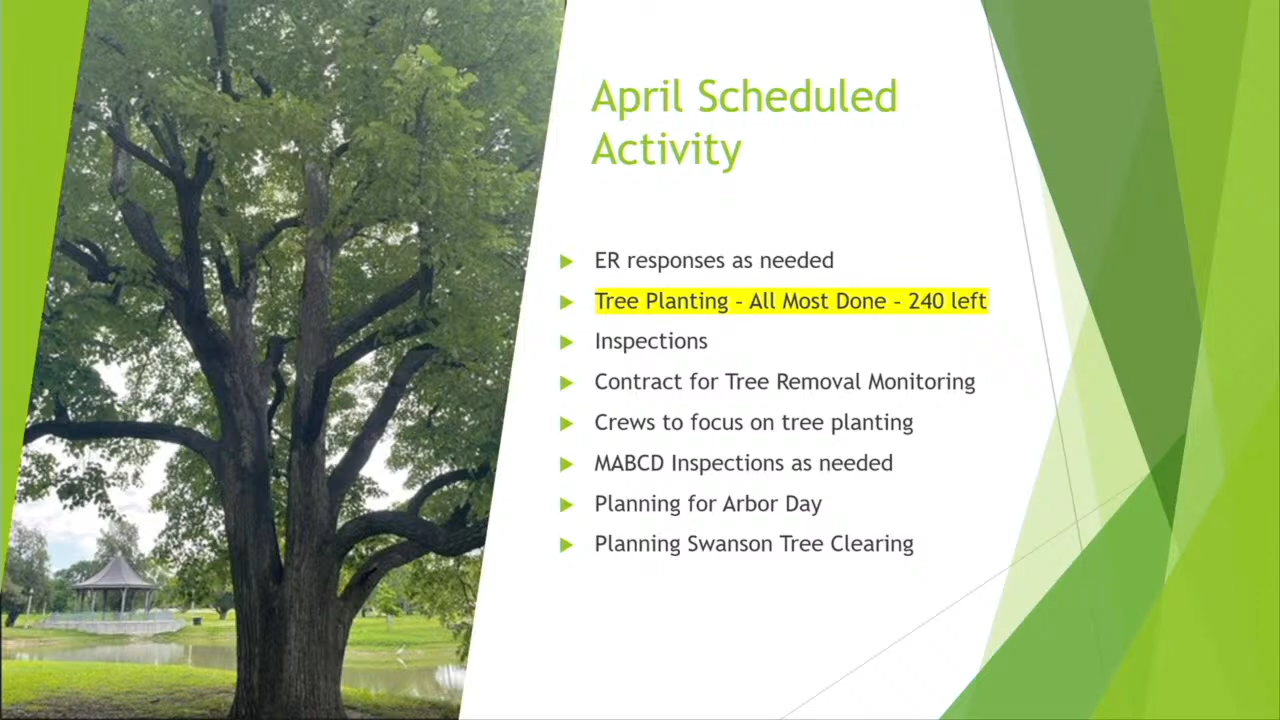 April Scheduled
Activity
ER responses as needed
Tree Planting – All Most Done – 240 left
Inspections
Contract for Tree Removal Monitoring
Crews to focus on tree planting
MABCD Inspections as needed
Planning for Arbor Day
Planning Swanson Tree Clearing